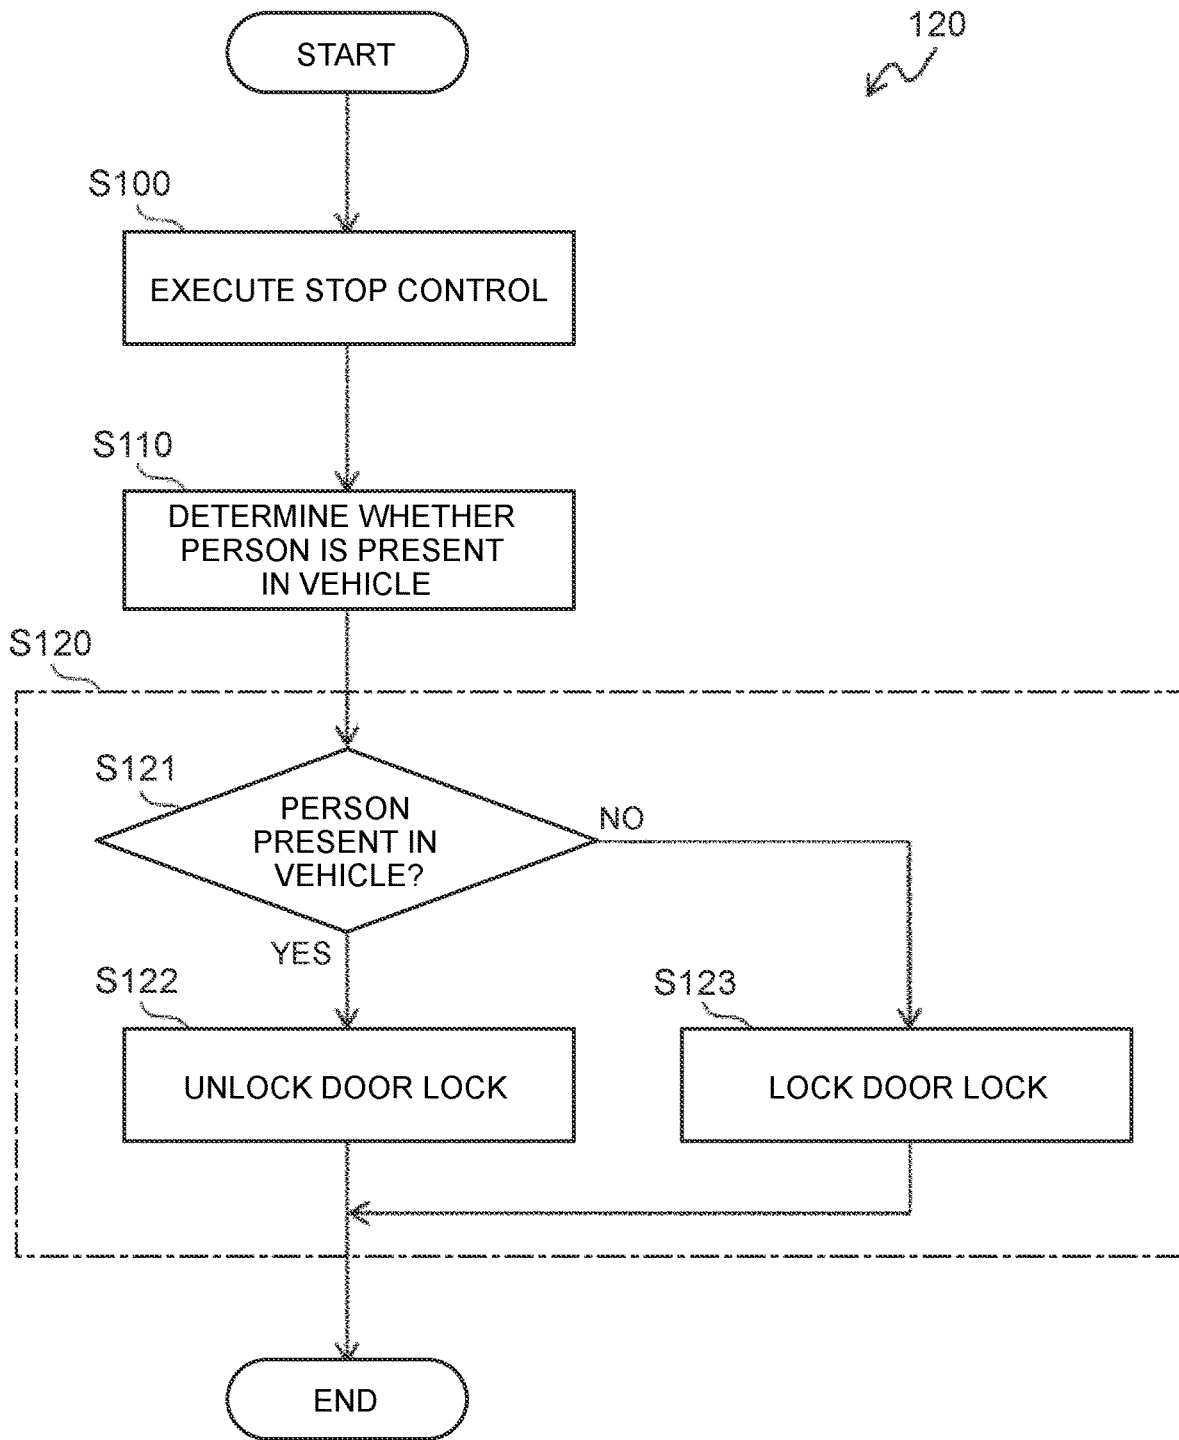 120
START
S100
EXECUTE STOP CONTROL
S110
DETERMINE WHETHER
PERSON IS PRESENT
IN VEHICLE
S120
S121
PERSON
PRESENT IN
VEHICLE?
NO
YES
S122
UNLOCK DOOR LOCK
S123
LOCK DOOR LOCK
END